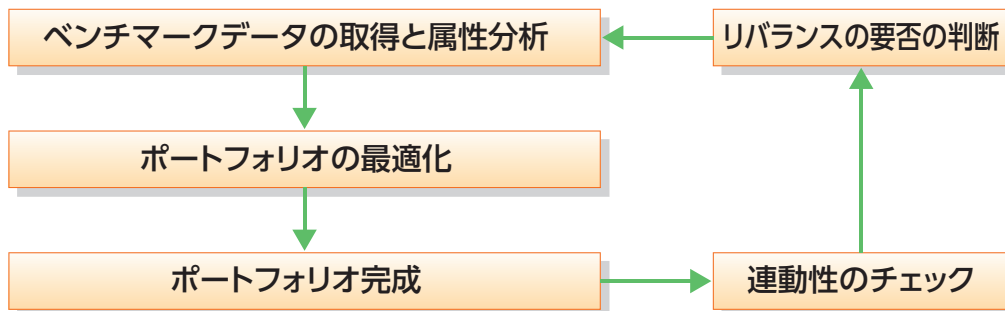 ベンチマークデータの取得と属性分析
リバランスの要否の判断
ポートフォリオの最適化
ポートフォリオ完成
連動性のチェック